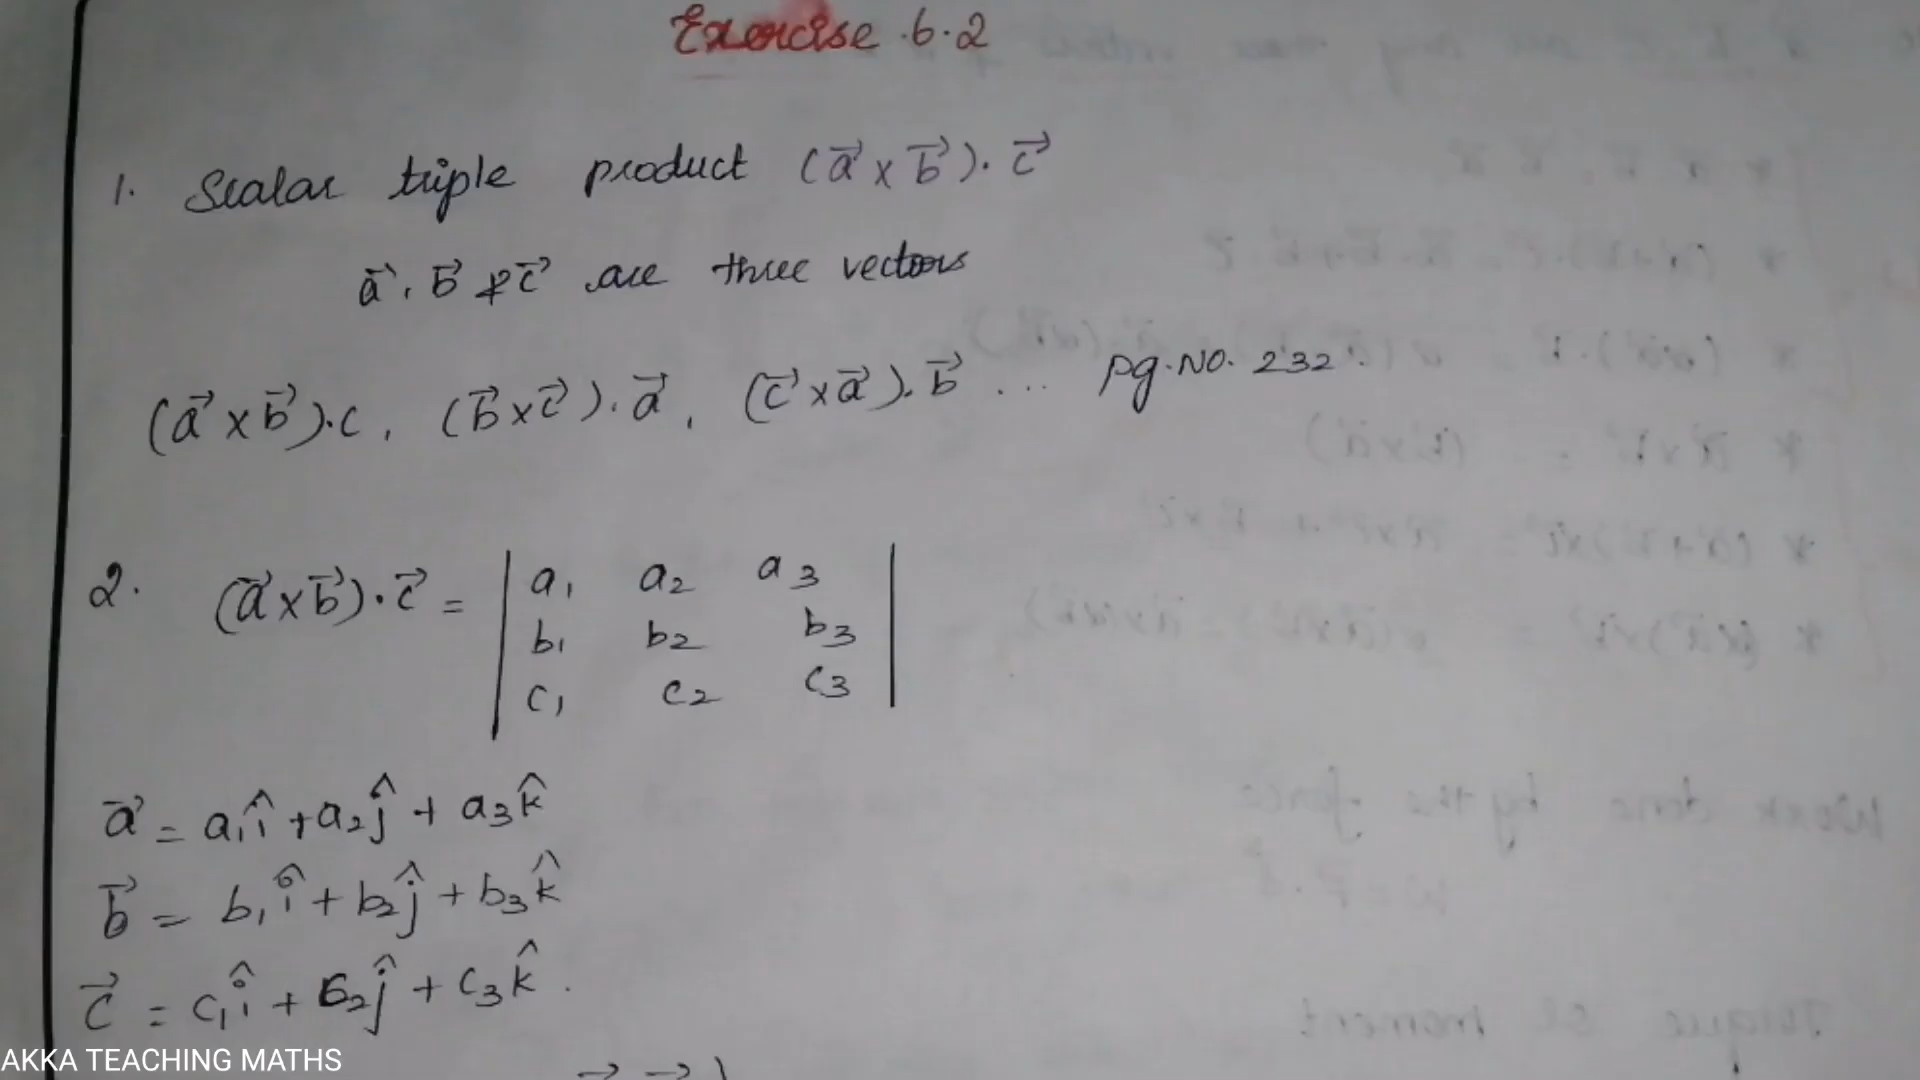 Exercise 6.2
1. Scalar triple product (a⃗ × b⃗). c⃗
a⃗, b⃗ & c⃗ are three vectors
(a⃗ × b⃗).c, (b⃗ × c⃗). a⃗, (c⃗ × a⃗). b⃗ ... pg.No. 232.
2. (a⃗ × b⃗). c⃗ = | a₁ a₂ a₃ |
| b₁ b₂ b₃ |
| c₁ c₂ c₃ |
a⃗ = a₁î + a₂ĵ + a₃k̂
b⃗ = b₁î + b₂ĵ + b₃k̂
c⃗ = c₁î + c₂ĵ + c₃k̂.
AKKA TEACHING MATHS